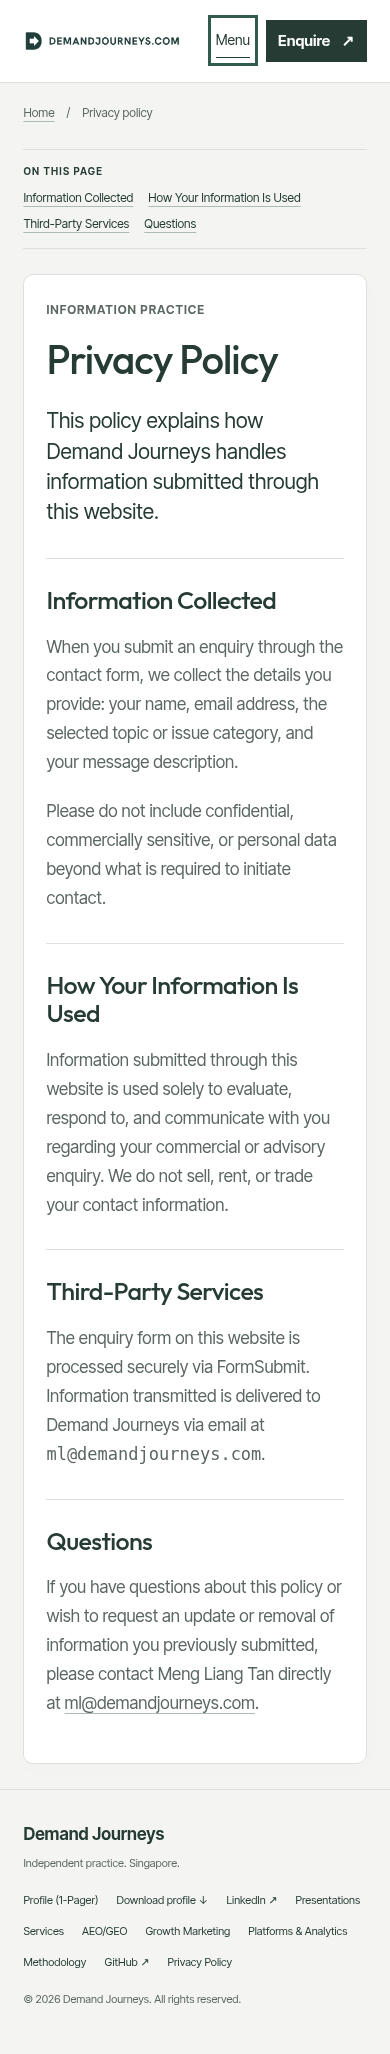 DEMANDJOURNEYS.COM
Menu
Enquire ↗
Home / Privacy policy
ON THIS PAGE
Information Collected How Your Information Is Used
Third-Party Services Questions
INFORMATION PRACTICE
Privacy Policy
This policy explains how
Demand Journeys handles
information submitted through
this website.
Information Collected
When you submit an enquiry through the
contact form, we collect the details you
provide: your name, email address, the
selected topic or issue category, and
your message description.
Please do not include confidential,
commercially sensitive, or personal data
beyond what is required to initiate
contact.
How Your Information Is
Used
Information submitted through this
website is used solely to evaluate,
respond to, and communicate with you
regarding your commercial or advisory
enquiry. We do not sell, rent, or trade
your contact information.
Third-Party Services
The enquiry form on this website is
processed securely via FormSubmit.
Information transmitted is delivered to
Demand Journeys via email at
ml@demandjourneys.com.
Questions
If you have questions about this policy or
wish to request an update or removal of
information you previously submitted,
please contact Meng Liang Tan directly
at ml@demandjourneys.com.
Demand Journeys
Independent practice. Singapore.
Profile (1-Pager) Download profile ↓ LinkedIn ↗ Presentations
Services AEO/GEO Growth Marketing Platforms & Analytics
Methodology GitHub ↗ Privacy Policy
© 2026 Demand Journeys. All rights reserved.